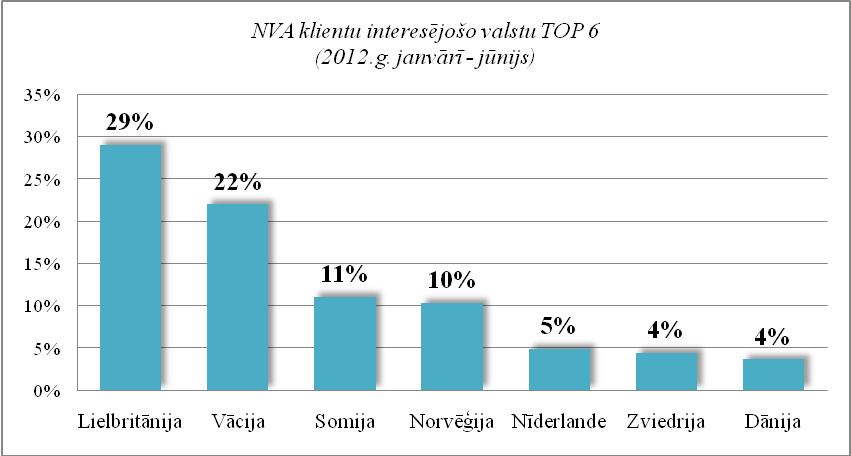 NVA klientu interesējošo valstu TOP 6
(2012.g. janvārī - jūnijs)
35%
30%
25%
20%
15%
10%
5%
0%
29%
22%
11%
10%
5%
4%
4%
Lielbritānija
Vācija
Somija
Norvēģija
Nīderlande
Zviedrija
Dānija